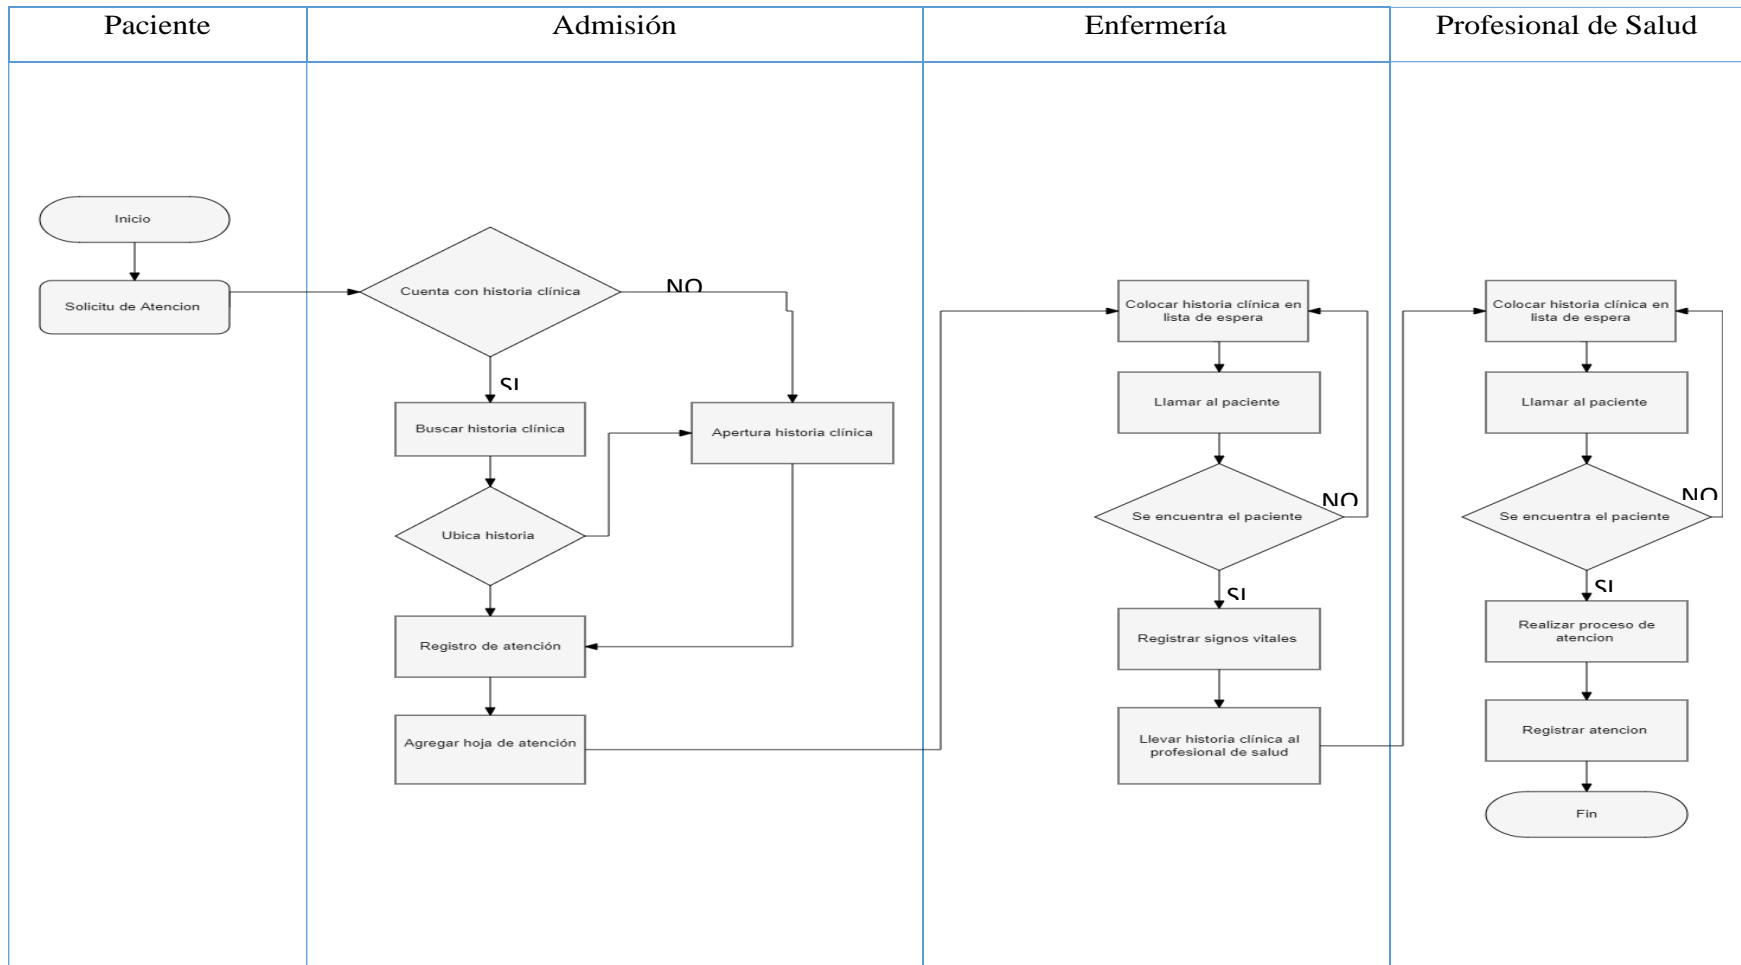 Paciente
Admisión
Enfermería
Profesional de Salud
Inicio
Solicitu de Atencion
Cuenta con historia clínica
NO
SI
Buscar historia clínica
Apertura historia clínica
Ubica historia
Registro de atención
Agregar hoja de atención
Colocar historia clínica en
lista de espera
Llamar al paciente
Se encuentra el paciente
NO
SI
Registrar signos vitales
Llevar historia clínica al
profesional de salud
Colocar historia clínica en
lista de espera
Llamar al paciente
Se encuentra el paciente
NO
SI
Realizar proceso de
atencion
Registrar atencion
Fin